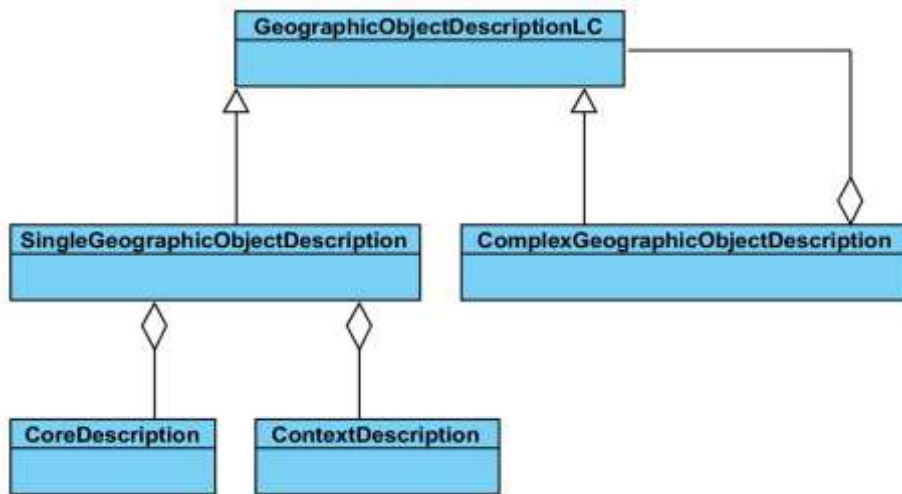 GeographicObjectDescriptionLC
SingleGeographicObjectDescription
ComplexGeographicObjectDescription
CoreDescription
ContextDescription